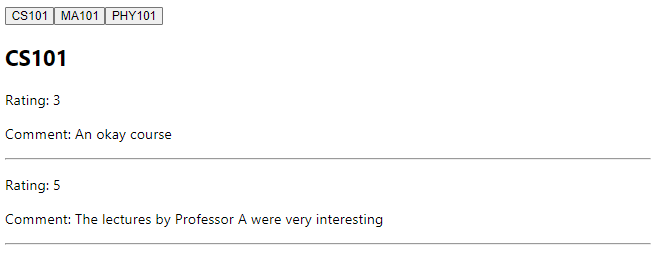 CS101 MA101 PHY101
CS101
Rating: 3
Comment: An okay course
Rating: 5
Comment: The lectures by Professor A were very interesting